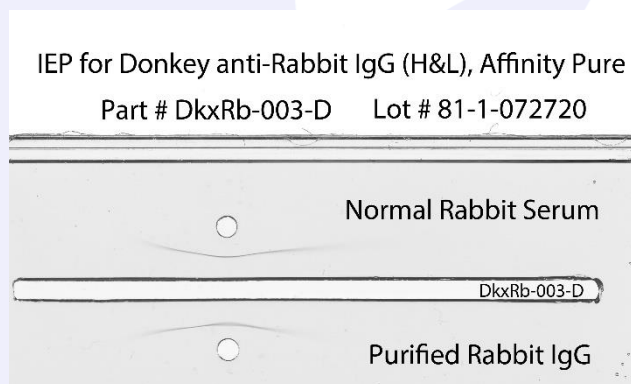 IEP for Donkey anti-Rabbit IgG (H&L), Affinity Pure
Part # DkxRb-003-D Lot # 81-1-072720
Normal Rabbit Serum
DkxRb-003-D
Purified Rabbit IgG